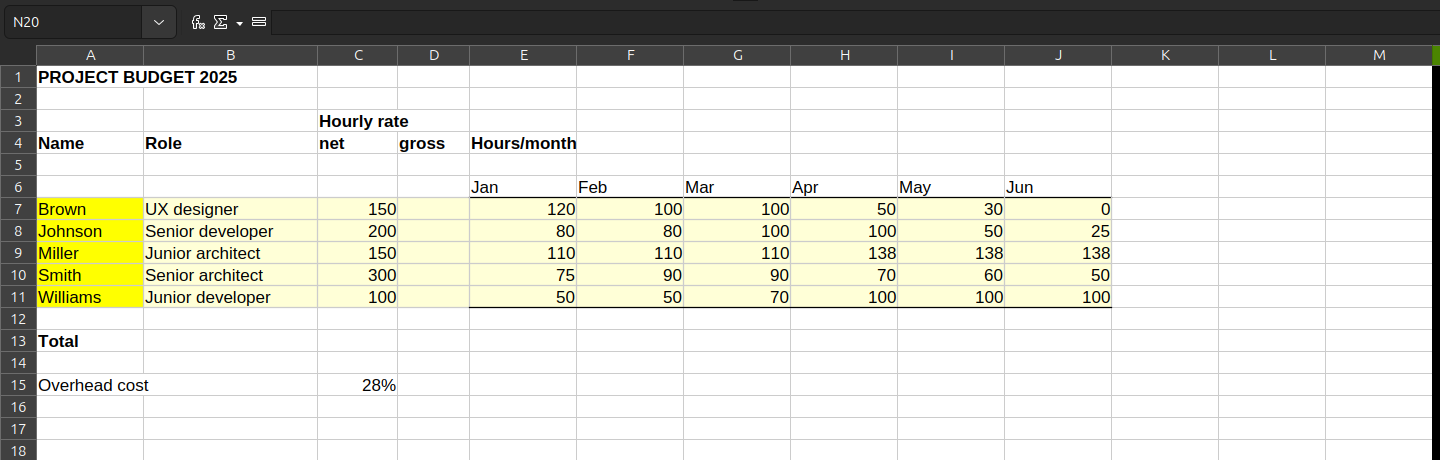 N20
A B C D E F G H I J K L M
1 PROJECT BUDGET 2025
2
3 Hourly rate
4 Name Role net gross Hours/month
5
6 Jan Feb Mar Apr May Jun
7 Brown UX designer 150 120 100 100 50 30 0
8 Johnson Senior developer 200 80 80 100 100 50 25
9 Miller Junior architect 150 110 110 110 138 138 138
10 Smith Senior architect 300 75 90 90 70 60 50
11 Williams Junior developer 100 50 50 70 100 100 100
12
13 Total
14
15 Overhead cost 28%
16
17
18